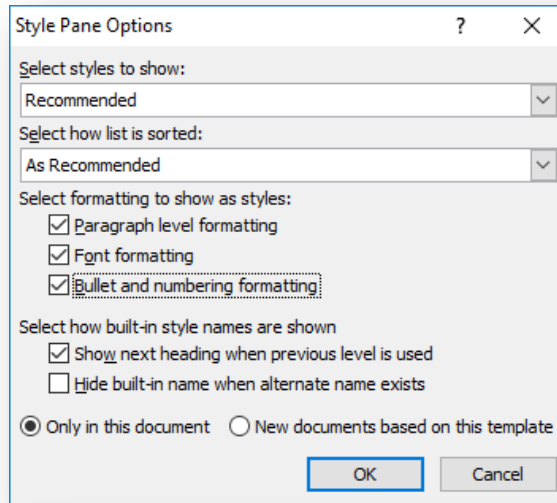 Style Pane Options ?
Select styles to show:
Recommended
Select how list is sorted:
As Recommended
Select formatting to show as styles:
Paragraph level formatting
Font formatting
Bullet and numbering formatting
Select how built-in style names are shown
Show next heading when previous level is used
Hide built-in name when alternate name exists
Only in this document New documents based on this template
OK Cancel